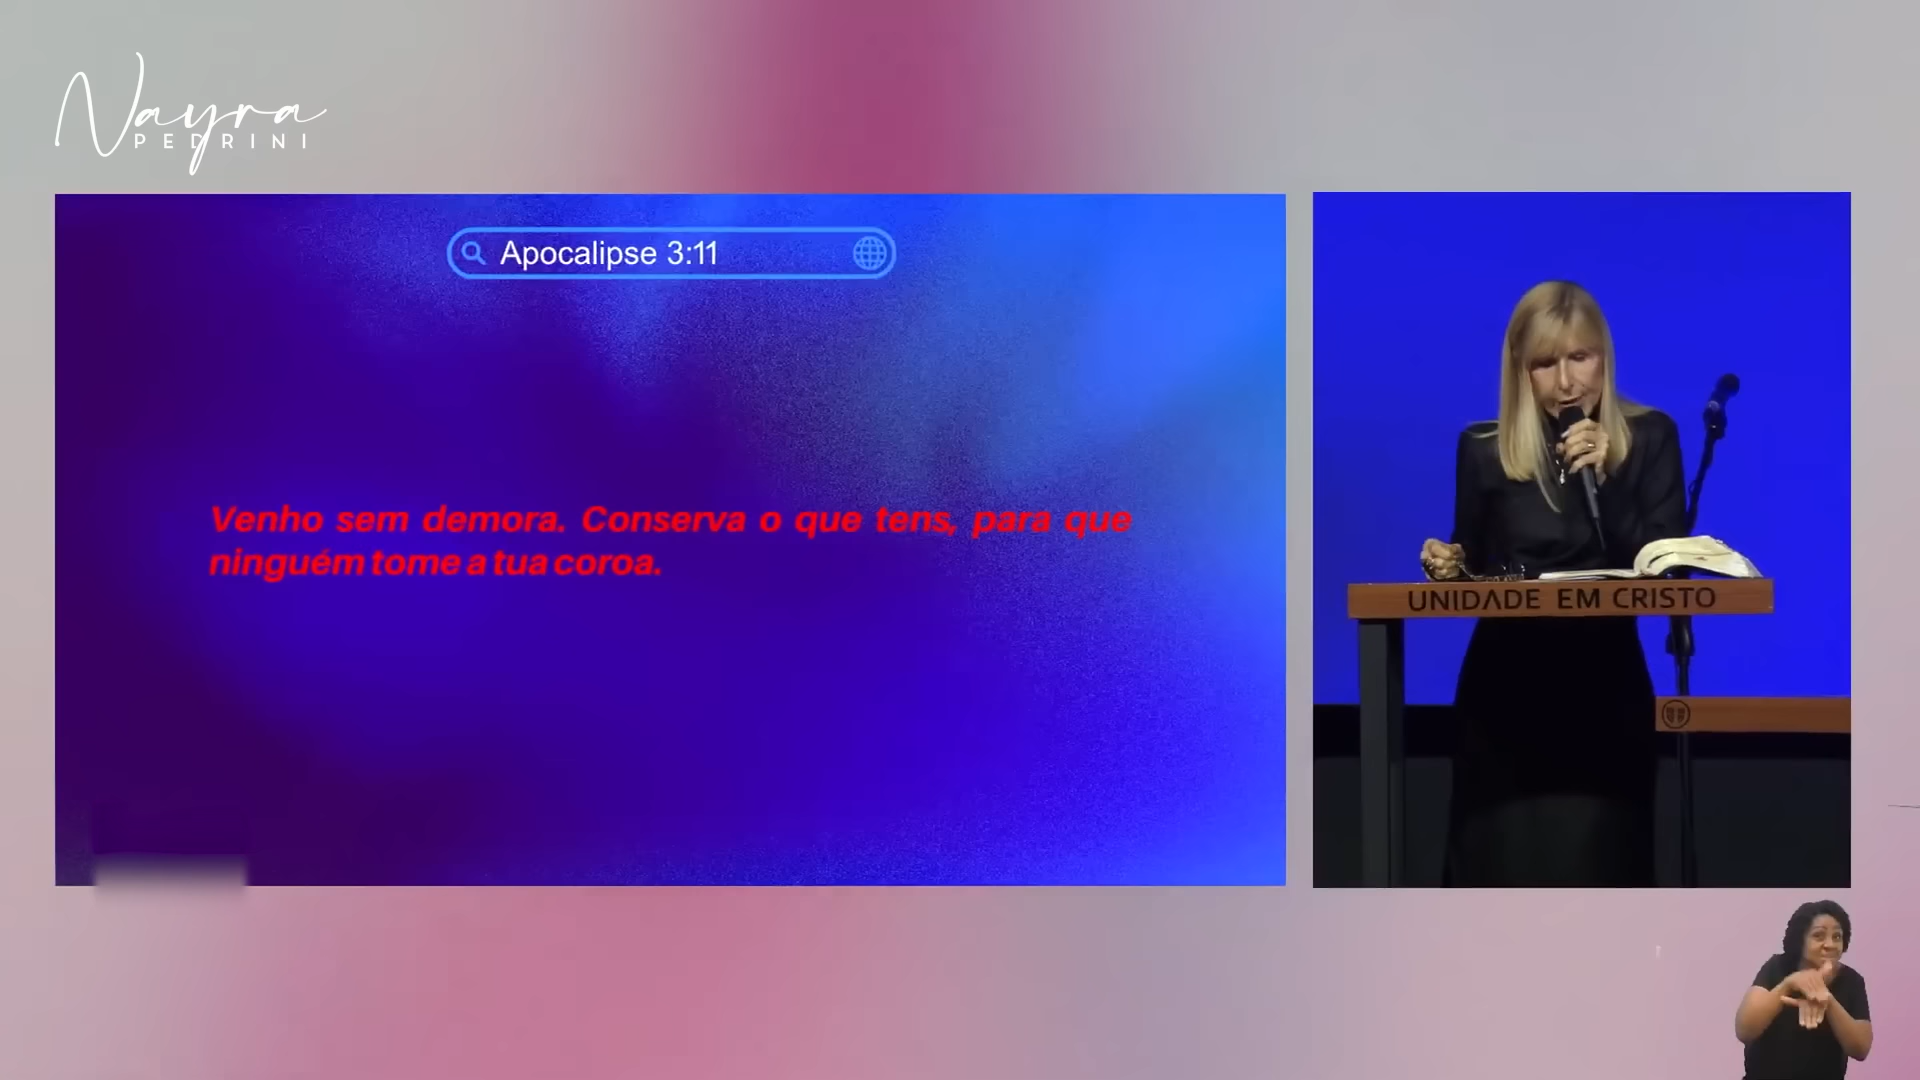 Nayra
PEDRINI
Apocalipse 3:11
Venho sem demora. Conserva o que tens, para que
ninguém tome a tua coroa.
UNIDADE EM CRISTO